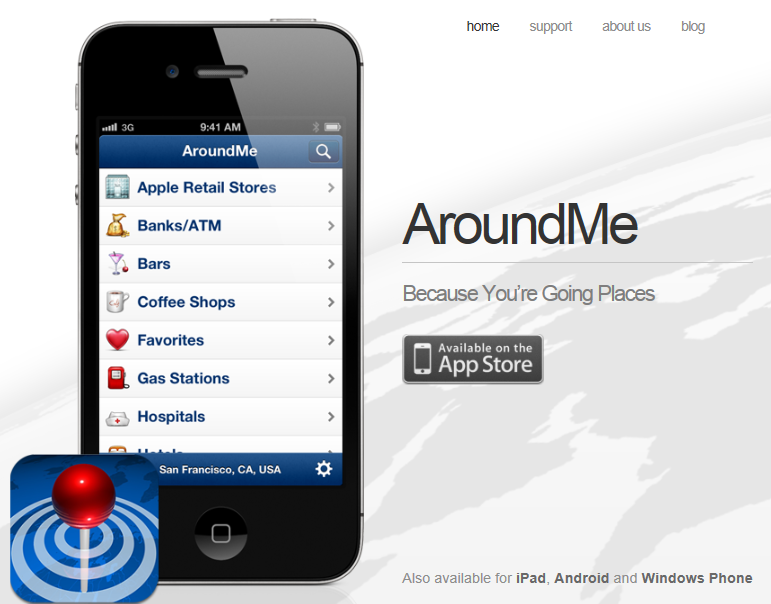 home support about us blog
3G 9:41 AM
AroundMe
Apple Retail Stores
Banks/ATM
Bars
Coffee Shops
Favorites
Gas Stations
Hospitals
Hotels
San Francisco, CA, USA
AroundMe
Because You're Going Places
Available on the
App Store
Also available for iPad, Android and Windows Phone